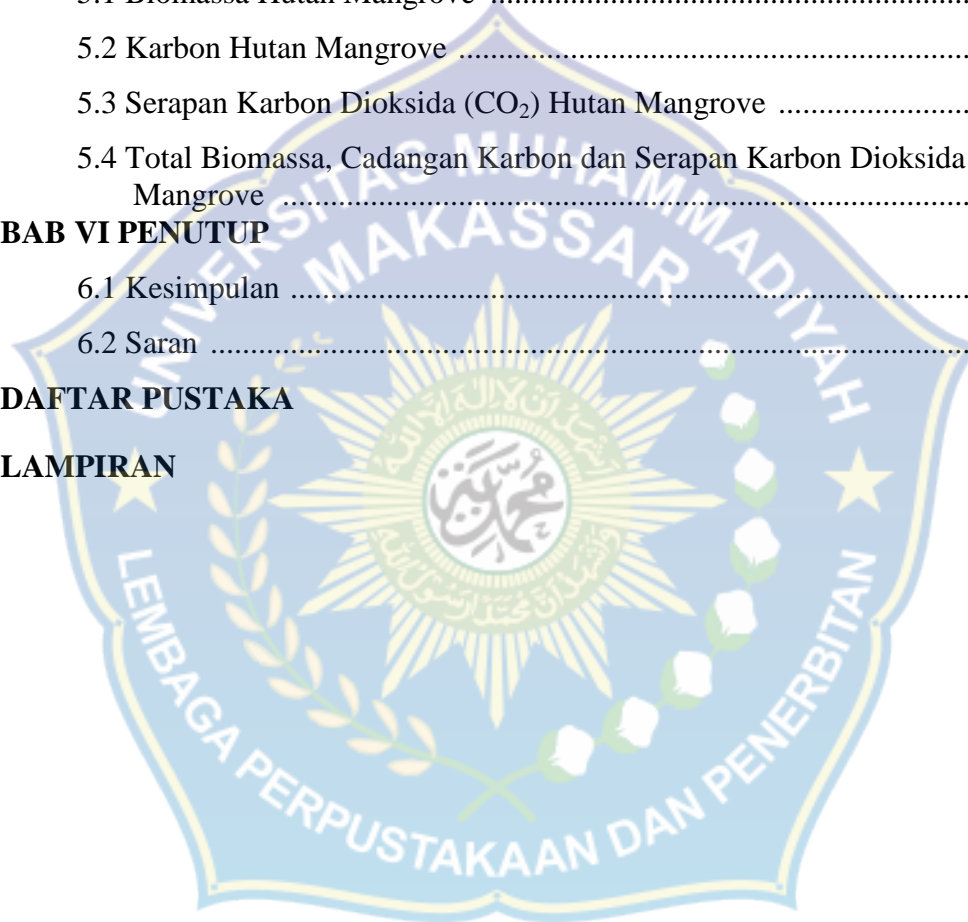 5.1 Biomassa Hutan Mangrove ........................................................
5.2 Karbon Hutan Mangrove ............................................................
5.3 Serapan Karbon Dioksida (CO₂) Hutan Mangrove ......................
5.4 Total Biomassa, Cadangan Karbon dan Serapan Karbon Dioksida
Mangrove ....................................................................................
BAB VI PENUTUP
6.1 Kesimpulan ................................................................................
6.2 Saran ..........................................................................................
DAFTAR PUSTAKA
LAMPIRAN
UNIVERSITAS MUHAMMADIYAH
MAKASSAR
LEMBAGA PERPUSTAKAAN DAN PENERBITAN